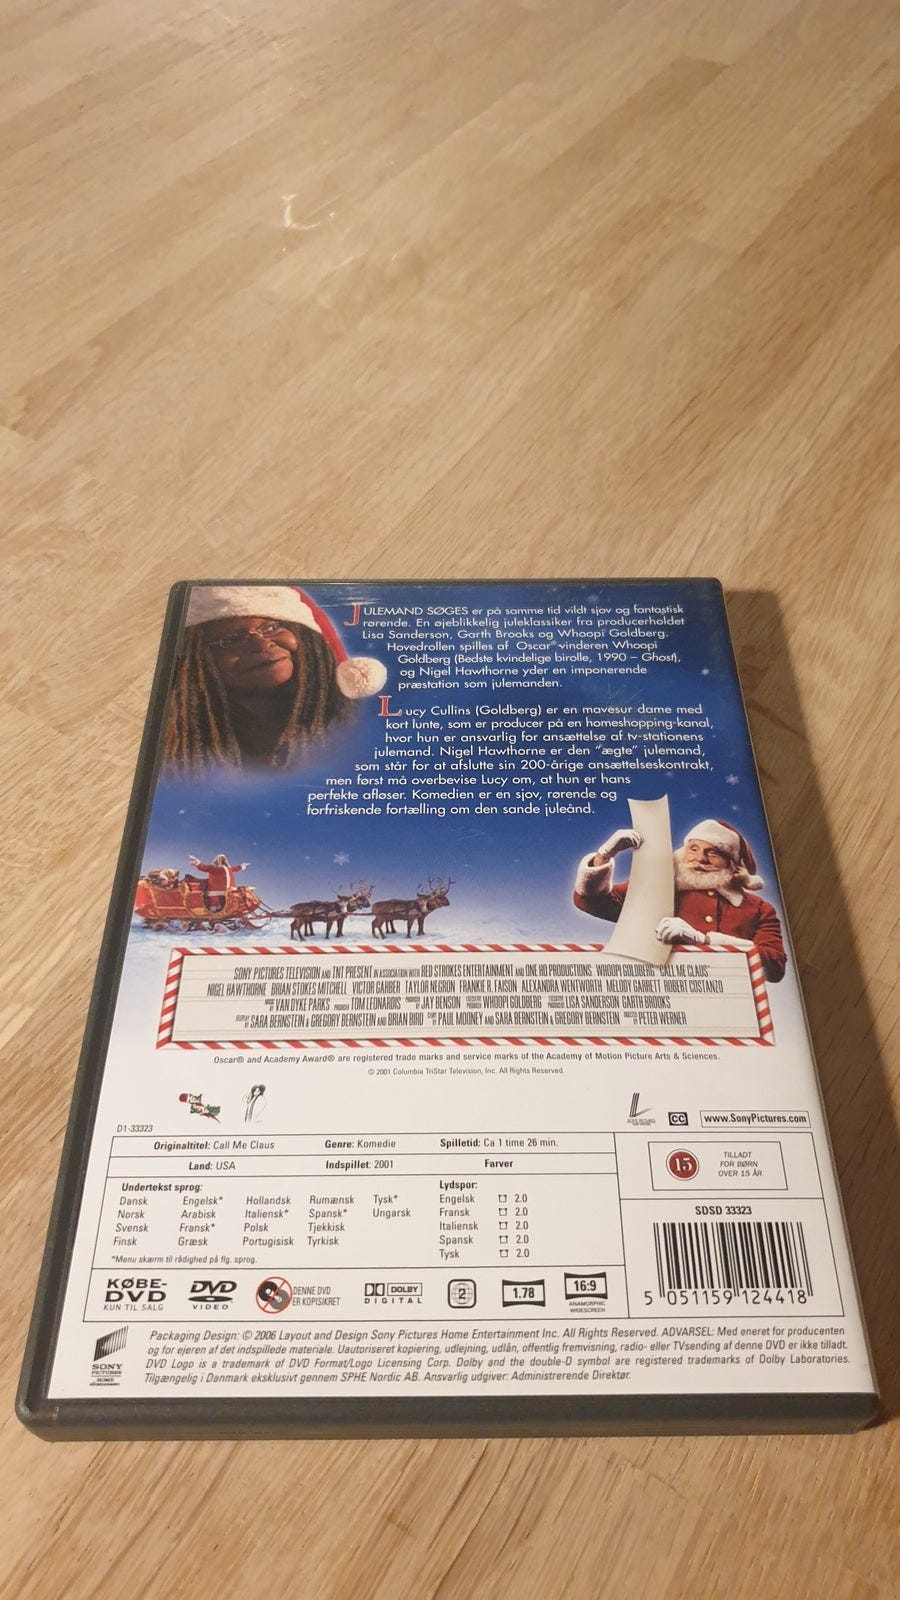 JULEMAND SØGES er på samme tid vildt sjov og fantastisk
rørende. En øjeblikkelig juleklassiker fra producerholdet
Lisa Sanderson, Garth Brooks og Whoopi Goldberg.
Hovedrollen spilles af Oscar®-vinderen Whoopi
Goldberg (Bedste kvindelige birolle, 1990 – Ghost),
og Nigel Hawthorne yder en imponerende
præstation som julemanden.
Lucy Cullins (Goldberg) er en mavesur dame med
kort lunte, som er producer på en homeshopping-kanal,
hvor hun er ansvarlig for ansættelse af tv-stationens
julemand. Nigel Hawthorne er den "ægte" julemand,
som står for at afslutte sin 200-årige ansættelseskontrakt,
men først må overbevise Lucy om, at hun er hans
perfekte afløser. Komedien er en sjov, rørende og
forfriskende fortælling om den sande juleånd.
SONY PICTURES TELEVISION AND TNT PRESENT IN ASSOCIATION WITH RED STROKES ENTERTAINMENT AND ONE HO PRODUCTIONS WHOOPI GOLDBERG "CALL ME CLAUS"
NIGEL HAWTHORNE BRIAN STOKES MITCHELL VICTOR GARBER TAYLOR NEGRON FRANKIE R. FAISON ALEXANDRA WENTWORTH MELODY GARRETT ROBERT COSTANZO
MUSIC BY VAN DYKE PARKS PRODUCER TOM LEONARDIS PRODUCED BY JAY BENSON EXECUTIVE PRODUCER WHOOPI GOLDBERG EXECUTIVE PRODUCERS LISA SANDERSON GARTH BROOKS
TELEPLAY BY SARA BERNSTEIN & GREGORY BERNSTEIN AND BRIAN BIRD STORY BY PAUL MOONEY AND SARA BERNSTEIN & GREGORY BERNSTEIN DIRECTED BY PETER WERNER
Oscar® and Academy Award® are registered trade marks and service marks of the Academy of Motion Picture Arts & Sciences.
© 2001 Columbia TriStar Television, Inc. All Rights Reserved.
Red Strokes
CC www.SonyPictures.com
D1-33323
Originaltitel: Call Me Claus Genre: Komedie Spilletid: Ca 1 time 26 min.
Land: USA Indspillet: 2001 Farver
TILLADT
15 FOR BØRN
OVER 15 ÅR
Undertekst sprog: Lydspor:
Dansk Engelsk* Hollandsk Rumænsk Tysk* Engelsk 2.0
Norsk Arabisk Italiensk* Spansk* Ungarsk Fransk 2.0
Svensk Fransk* Polsk Tjekkisk Italiensk 2.0
Finsk Græsk Portugisisk Tyrkisk Spansk 2.0
Tysk 2.0
*Menu skærm til rådighed på flg. sprog.
SDSD 33323
5 051159 124418
KØBE-
DVD
KUN TIL SALG
DVD
VIDEO
DENNE DVD
ER KOPISIKRET
DOLBY
DIGITAL
2
1.78
16:9
ANAMORPHIC
WIDESCREEN
SONY
PICTURES
HOME
Packaging Design: © 2006 Layout and Design Sony Pictures Home Entertainment Inc. All Rights Reserved. ADVARSEL: Med eneret for producenten
og for ejeren af det indspillede materiale. Uautoriseret kopiering, udlejning, udlån, offentlig fremvisning, radio- eller TVsending af denne DVD er ikke tilladt.
DVD Logo is a trademark of DVD Format/Logo Licensing Corp. Dolby and the double-D symbol are registered trademarks of Dolby Laboratories.
Tilgængelig i Danmark eksklusivt gennem SPHE Nordic AB. Ansvarlig udgiver: Administrerende Direktør.